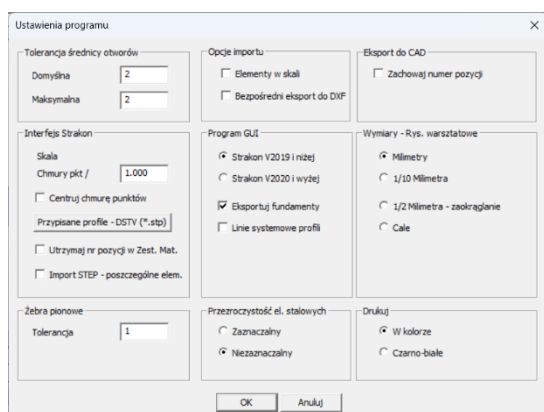 Ustawienia programu
Tolerancja średnicy otworów
Domyślna 2
Maksymalna 2
Opcje importu
Elementy w skali
Bezpośredni eksport do DXF
Eksport do CAD
Zachowaj numer pozycji
Interfejs Strakon
Skala
Chmury pkt / 1.000
Centruj chmurę punktów
Przypisane profile - DSTV (*.stp)
Utrzymaj nr pozycji w Zest. Mat.
Import STEP - poszczególne elem.
Program GUI
Strakon V2019 i niżej
Strakon V2020 i wyżej
Eksportuj fundamenty
Linie systemowe profili
Wymiary - Rys. warsztatowe
Milimetry
1/10 Milimetra
1/2 Milimetra - zaokrąglanie
Cale
Żebra pionowe
Tolerancja 1
Przezroczystość el. stalowych
Zaznaczalny
Niezaznaczalny
Drukuj
W kolorze
Czarno-białe
OK
Anuluj